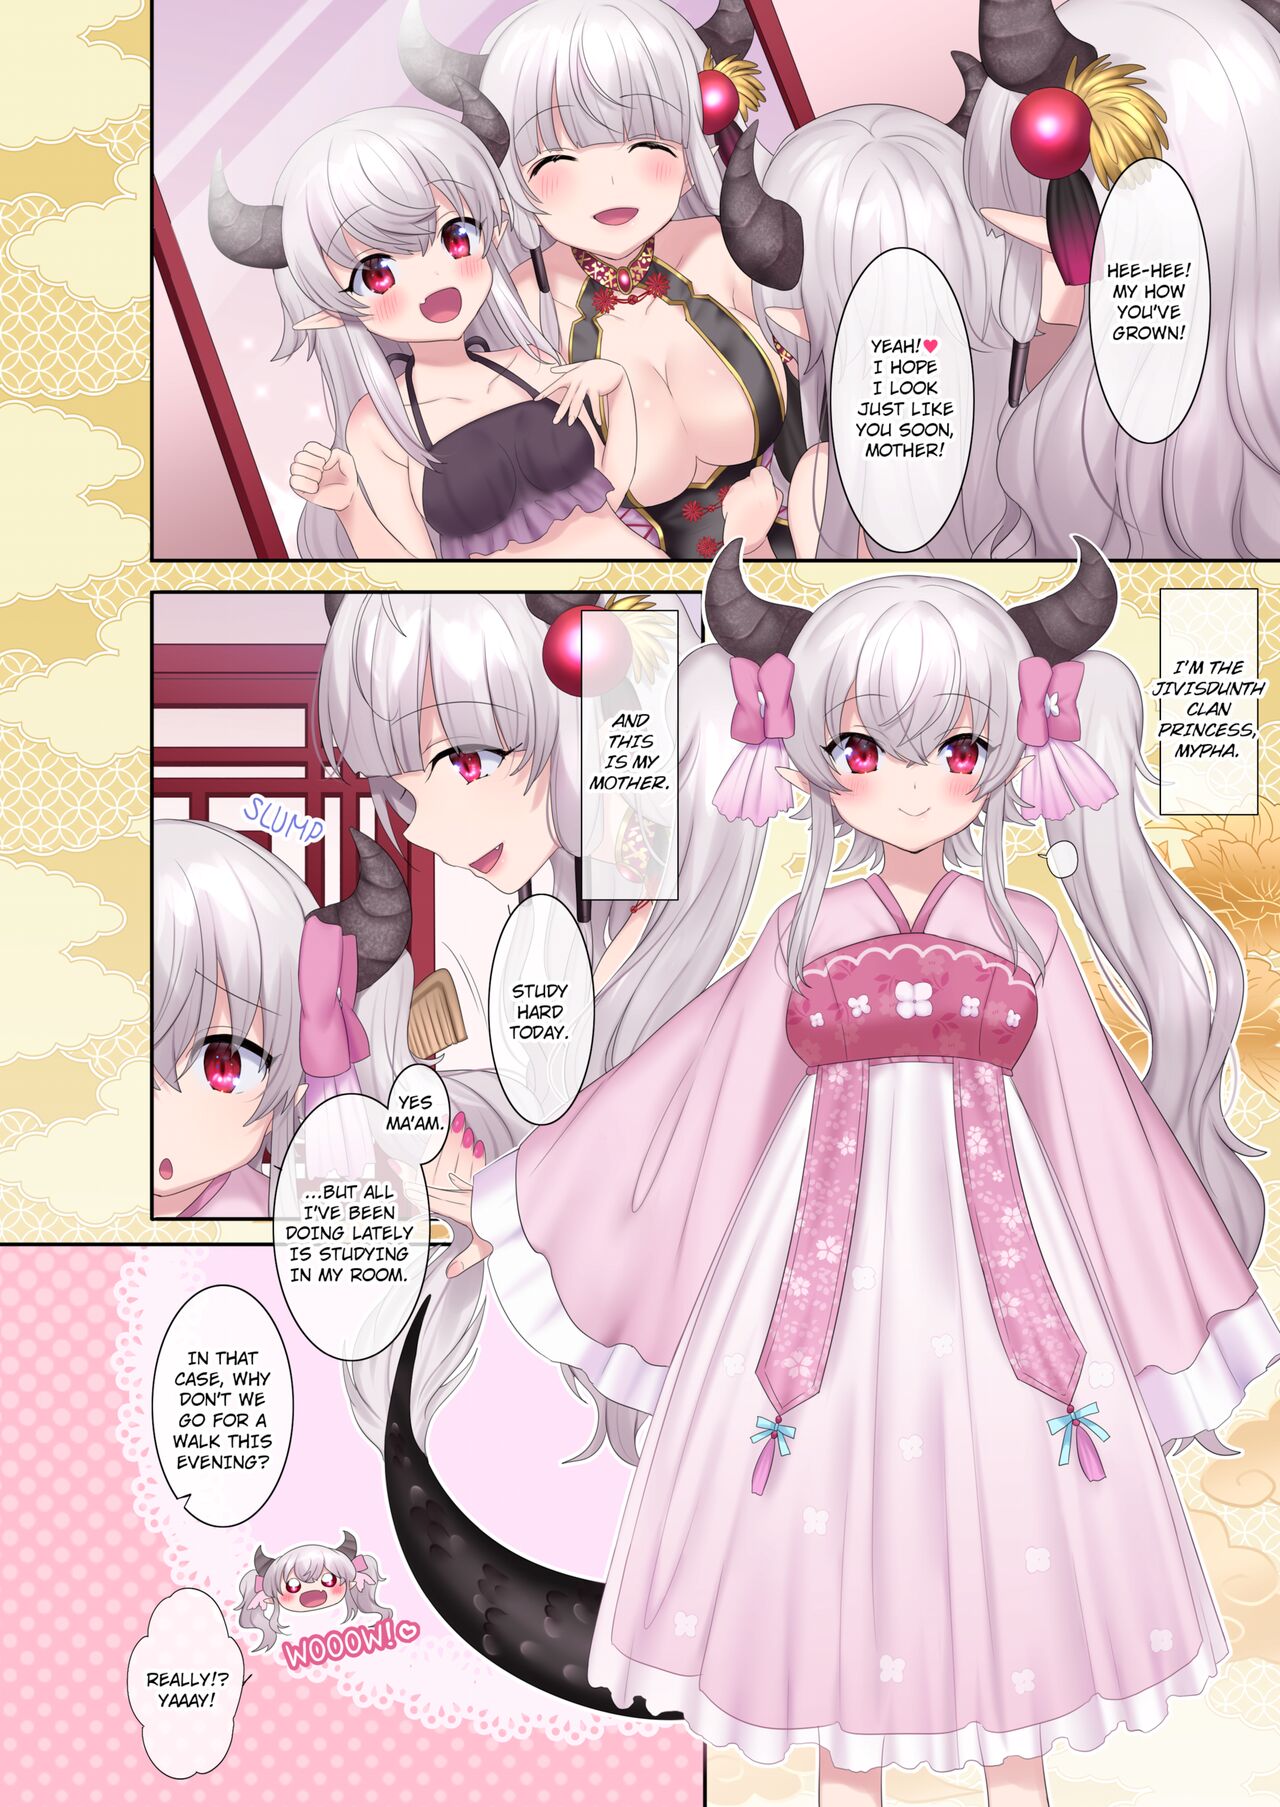 HEE-HEE!
MY HOW
YOU'VE
GROWN!
YEAH!♥
I HOPE
I LOOK
JUST LIKE
YOU SOON,
MOTHER!
I'M THE
JIVISDUNTH
CLAN
PRINCESS,
MYPHA.
AND
THIS
IS MY
MOTHER.
SLUMP
STUDY
HARD
TODAY.
YES
MA'AM.
...BUT ALL
I'VE BEEN
DOING LATELY
IS STUDYING
IN MY ROOM.
IN THAT
CASE, WHY
DON'T WE
GO FOR A
WALK THIS
EVENING?
WOOOW!♡
REALLY!?
YAAAY!